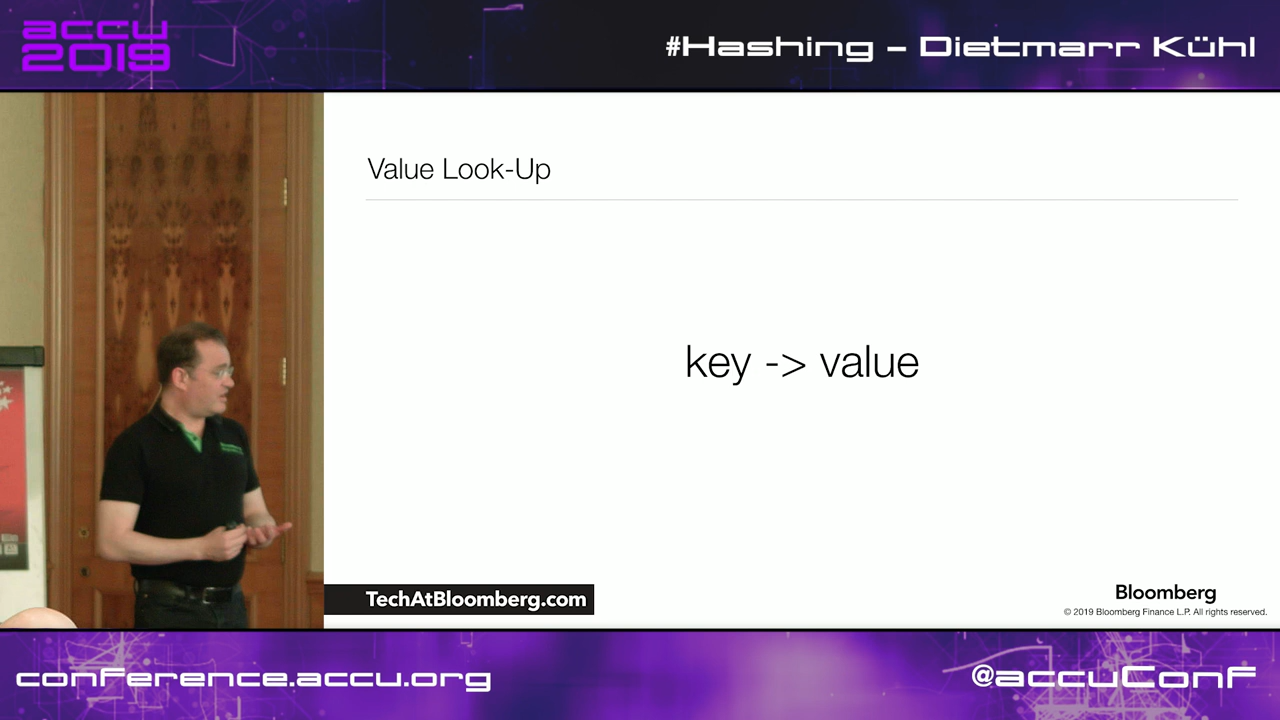 accu
2019
#Hashing – Dietmarr Kühl
Value Look-Up
key -> value
TechAtBloomberg.com
Bloomberg
© 2019 Bloomberg Finance L.P. All rights reserved.
conference.accu.org
@accuConf